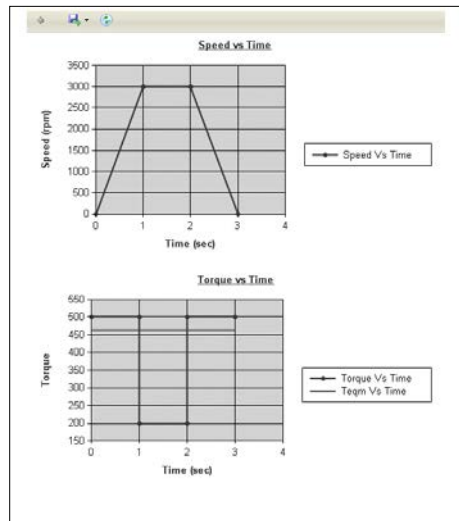 Speed vs Time
3500
3000
2500
2000
1500
1000
500
0
0 1 2 3 4
Speed (rpm)
Time (sec)
Speed Vs Time
Torque vs Time
550
500
450
400
350
300
250
200
150
0 1 2 3 4
Torque
Time (sec)
Torque Vs Time
Teqm Vs Time